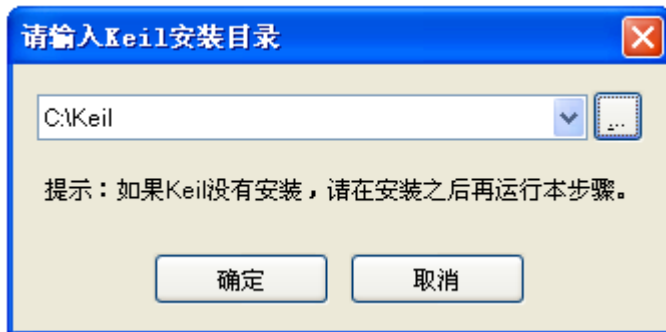 请输入Keil安装目录
C:\Keil
...
提示：如果Keil没有安装，请在安装之后再运行本步骤。
确定
取消